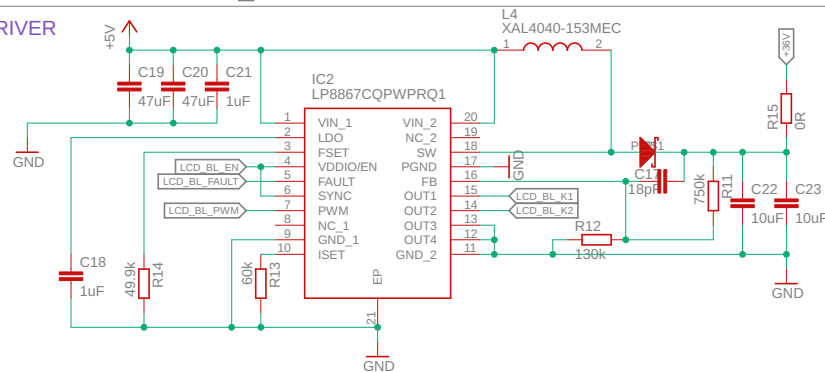 RIVER
+5V
L4
XAL4040-153MEC
1
2
+36V
C19
47uF
C20
47uF
C21
1uF
IC2
LP8867CQPWPRQ1
R15
0R
GND
1 VIN_1
2 LDO
3 FSET
4 VDDIO/EN
5 FAULT
6 SYNC
7 PWM
8 NC_1
9 GND_1
10 ISET
VIN_2 20
NC_2 19
SW 18
PGND 17
FB 16
OUT1 15
OUT2 14
OUT3 13
OUT4 12
GND_2 11
EP
21
GND
LCD_BL_EN
LCD_BL_FAULT
LCD_BL_PWM
LCD_BL_K1
LCD_BL_K2
C17
18pF
750k
R11
C22
10uF
C23
10uF
R12
130k
C18
1uF
49.9k
R14
60k
R13
GND
GND